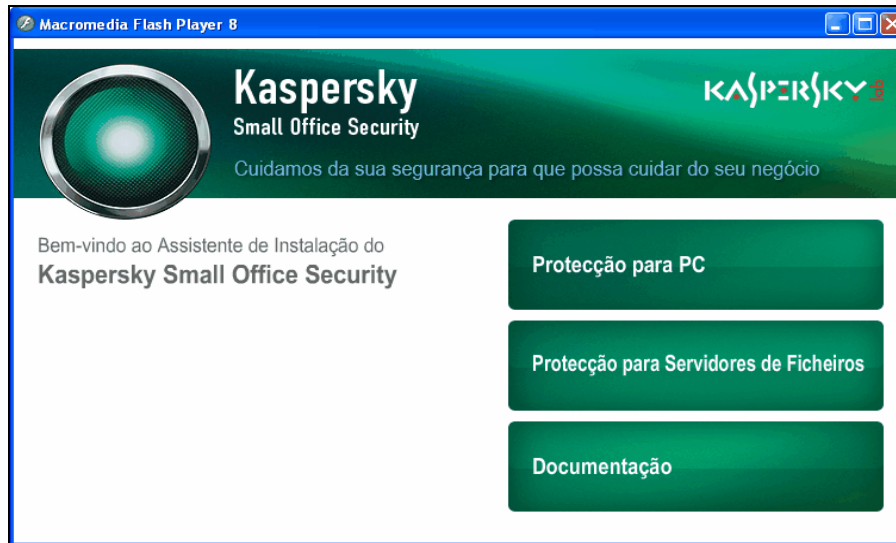 Macromedia Flash Player 8
Kaspersky
Small Office Security
KASPERSKY lab
Cuidamos da sua segurança para que possa cuidar do seu negócio
Bem-vindo ao Assistente de Instalação do
Kaspersky Small Office Security
Protecção para PC
Protecção para Servidores de Ficheiros
Documentação